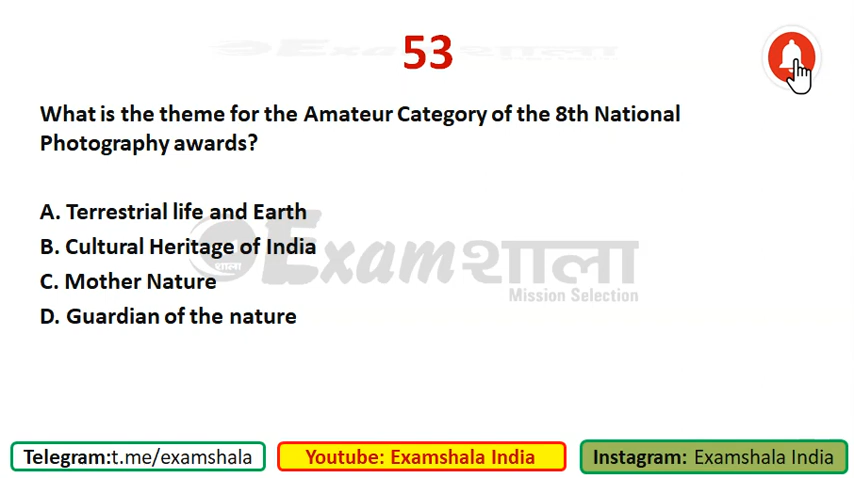 53
What is the theme for the Amateur Category of the 8th National
Photography awards?
A. Terrestrial life and Earth
B. Cultural Heritage of India
C. Mother Nature
D. Guardian of the nature
Examशाला
शाला
Mission Selection
Telegram:t.me/examshala
Youtube: Examshala India
Instagram: Examshala India